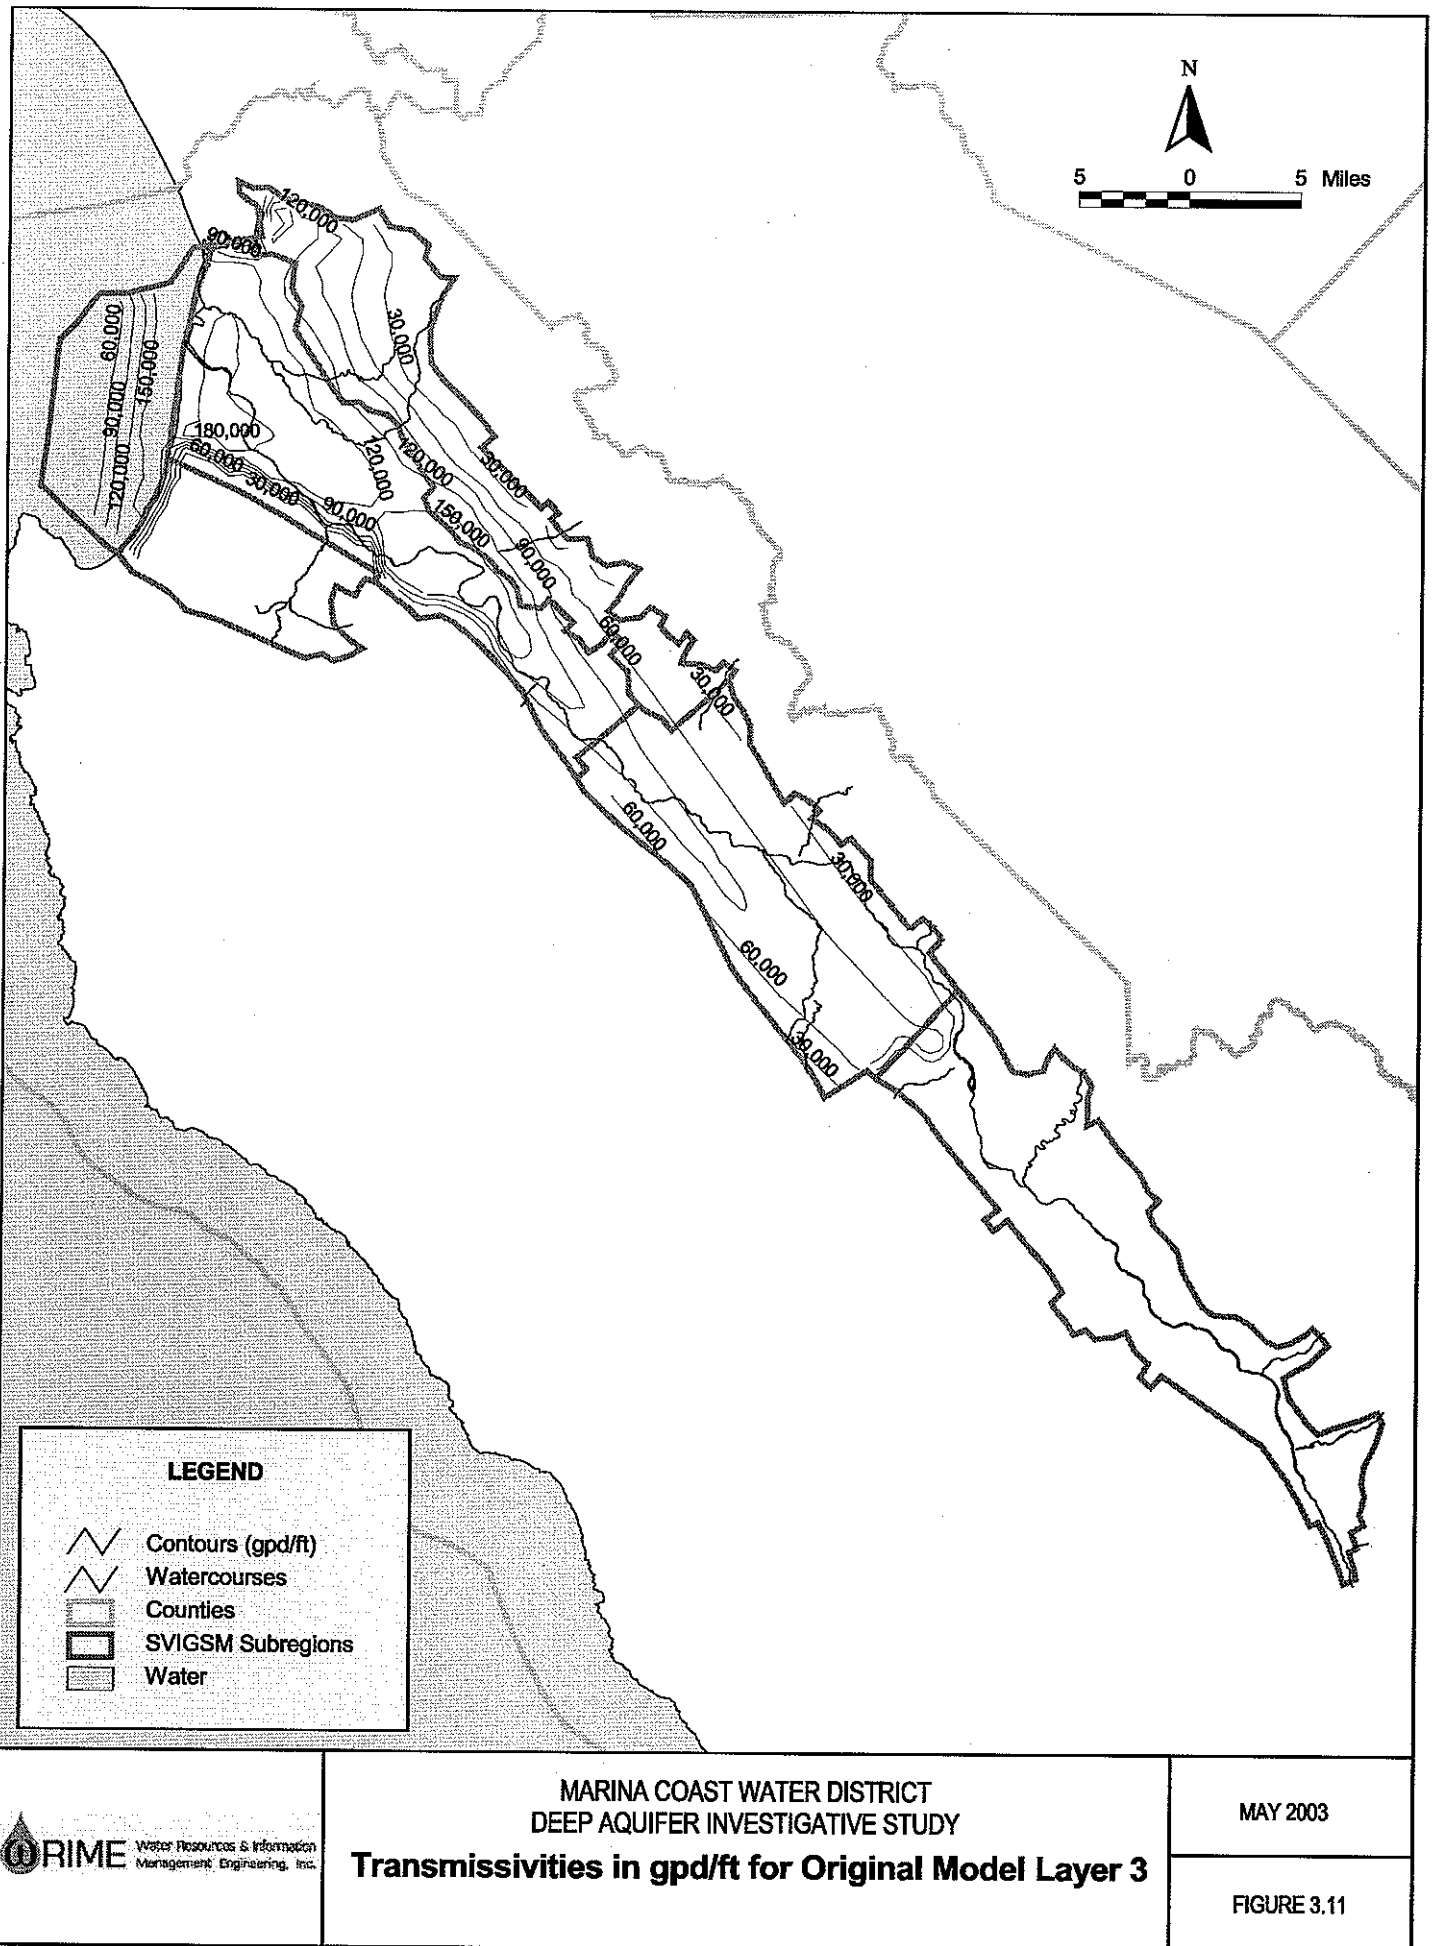 N
5 0 5 Miles
120,000
90,000
30,000
60,000
150,000
90,000
120,000
180,000
60,000
30,000
90,000
120,000
120,000
30,000
150,000
90,000
60,000
30,000
60,000
30,000
60,000
30,000
LEGEND
Contours (gpd/ft)
Watercourses
Counties
SVIGSM Subregions
Water
WRIME Water Resources & Information
Management Engineering, Inc.
MARINA COAST WATER DISTRICT
DEEP AQUIFER INVESTIGATIVE STUDY
Transmissivities in gpd/ft for Original Model Layer 3
MAY 2003
FIGURE 3.11